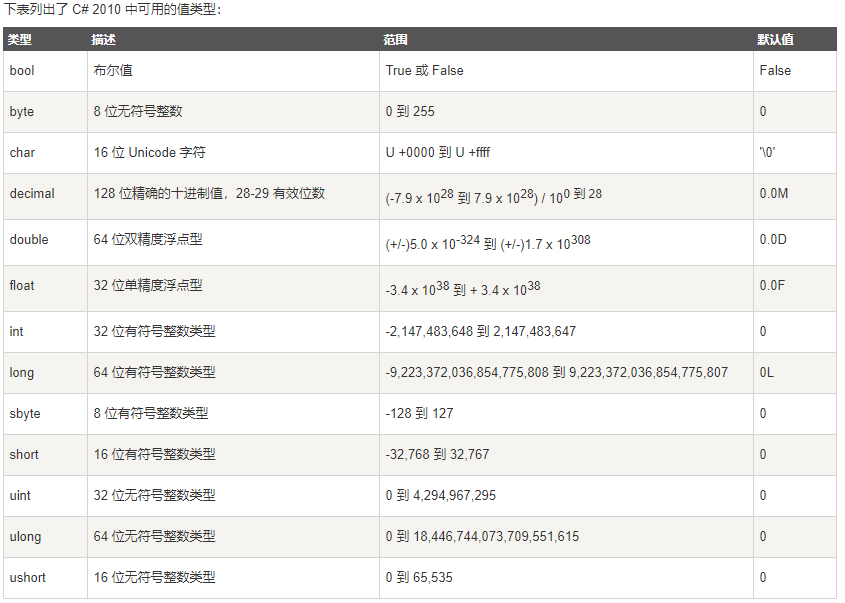 下表列出了 C# 2010 中可用的值类型：
类型 描述 范围 默认值
bool 布尔值 True 或 False False
byte 8 位无符号整数 0 到 255 0
char 16 位 Unicode 字符 U +0000 到 U +ffff '\0'
decimal 128 位精确的十进制值，28-29 有效位数 (-7.9 x 10^28 到 7.9 x 10^28) / 10^0 到 28 0.0M
double 64 位双精度浮点型 (+/-)5.0 x 10^-324 到 (+/-)1.7 x 10^308 0.0D
float 32 位单精度浮点型 -3.4 x 10^38 到 + 3.4 x 10^38 0.0F
int 32 位有符号整数类型 -2,147,483,648 到 2,147,483,647 0
long 64 位有符号整数类型 -9,223,372,036,854,775,808 到 9,223,372,036,854,775,807 0L
sbyte 8 位有符号整数类型 -128 到 127 0
short 16 位有符号整数类型 -32,768 到 32,767 0
uint 32 位无符号整数类型 0 到 4,294,967,295 0
ulong 64 位无符号整数类型 0 到 18,446,744,073,709,551,615 0
ushort 16 位无符号整数类型 0 到 65,535 0